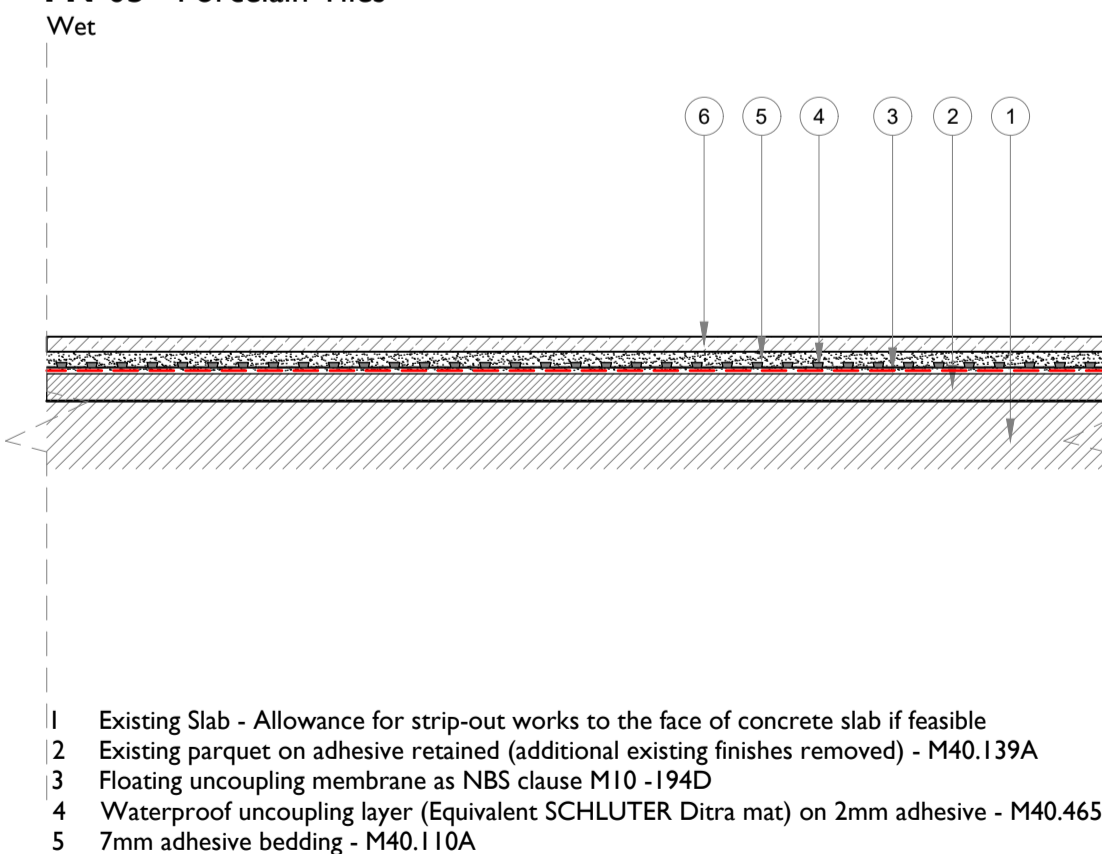 Wet
6 5 4 3 2 1
1 Existing Slab - Allowance for strip-out works to the face of concrete slab if feasible
2 Existing parquet on adhesive retained (additional existing finishes removed) - M40.139A
3 Floating uncoupling membrane as NBS clause M10 -194D
4 Waterproof uncoupling layer (Equivalent SCHLUTER Ditra mat) on 2mm adhesive - M40.465
5 7mm adhesive bedding - M40.110A